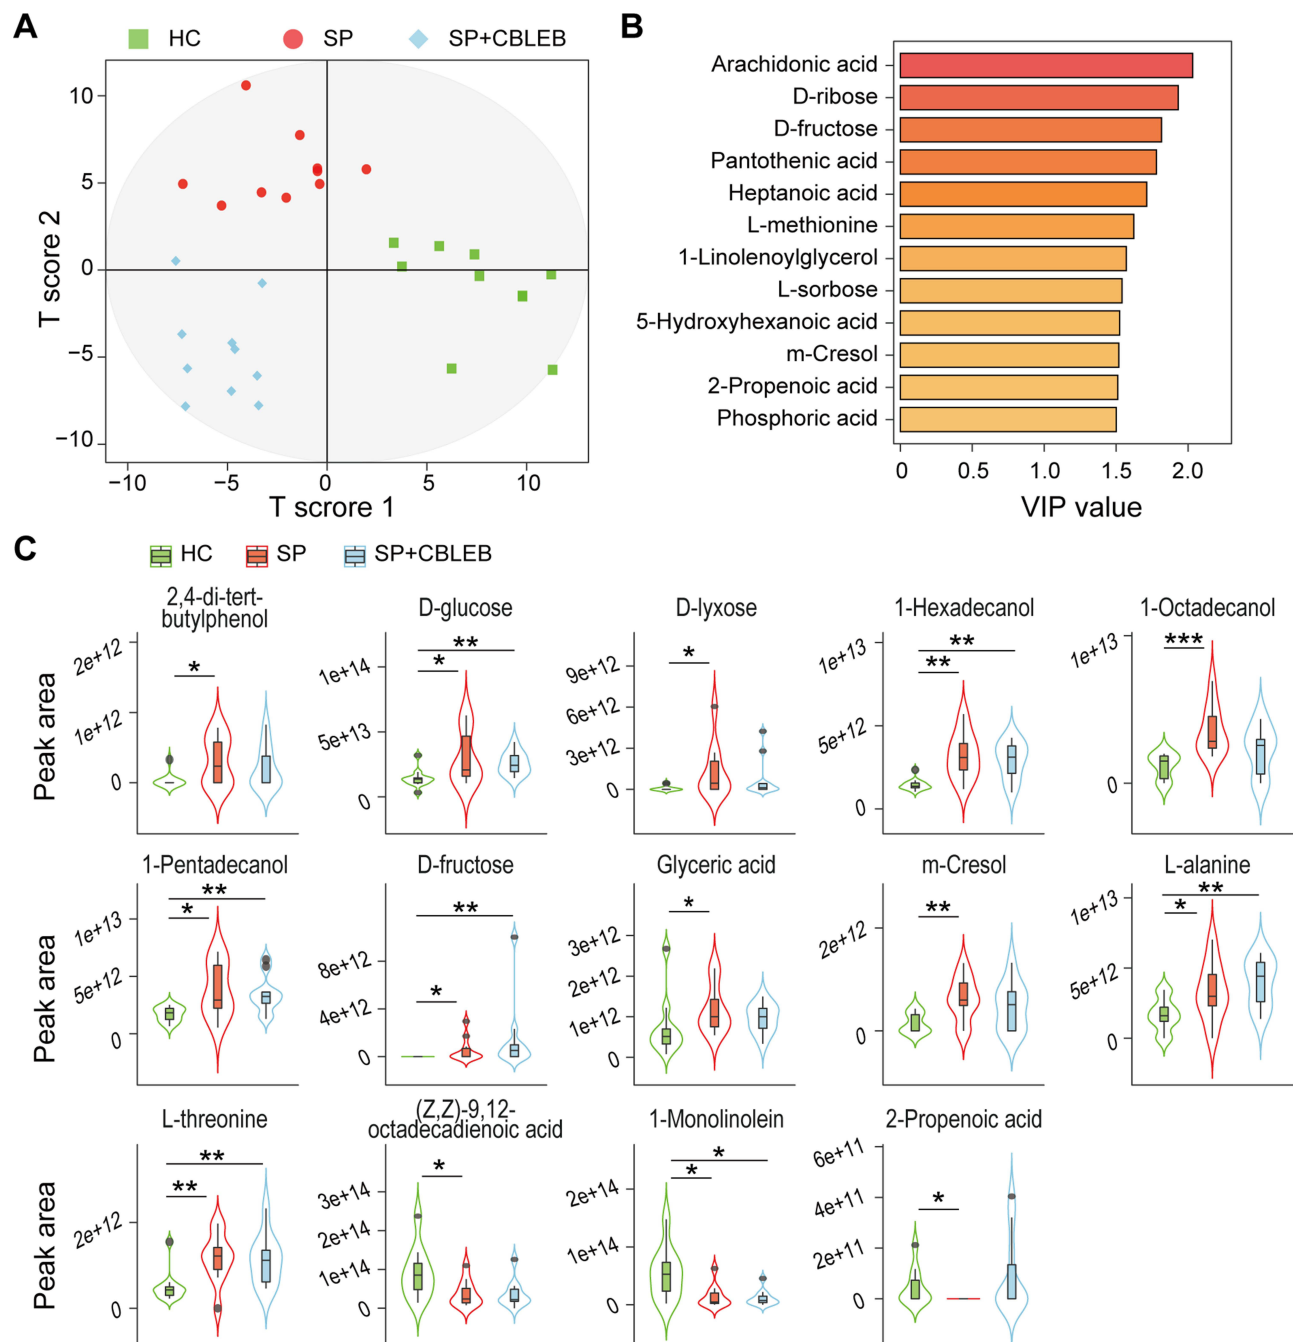 A
HC SP SP+CBLEB
10
5
0
−5
−10
T score 2
−10 −5 0 5 10
T scrore 1
B
Arachidonic acid
D-ribose
D-fructose
Pantothenic acid
Heptanoic acid
L-methionine
1-Linolenoylglycerol
L-sorbose
5-Hydroxyhexanoic acid
m-Cresol
2-Propenoic acid
Phosphoric acid
0 0.5 1.0 1.5 2.0
VIP value
C
HC SP SP+CBLEB
Peak area
2,4-di-tert-
butylphenol
2e+12
1e+12
0
*
D-glucose
1e+14
5e+13
0
**
*
D-lyxose
9e+12
6e+12
3e+12
0
*
1-Hexadecanol
1e+13
5e+12
0
**
**
1-Octadecanol
1e+13
0
***
Peak area
1-Pentadecanol
1e+13
5e+12
0
**
*
D-fructose
8e+12
4e+12
0
**
*
Glyceric acid
3e+12
2e+12
1e+12
0
*
m-Cresol
2e+12
0
**
L-alanine
1e+13
5e+12
0
**
*
Peak area
L-threonine
2e+12
0
**
**
(Z,Z)-9,12-
octadecadienoic acid
3e+14
2e+14
1e+14
0
*
1-Monolinolein
2e+14
1e+14
0
*
*
2-Propenoic acid
6e+11
4e+11
2e+11
0
*